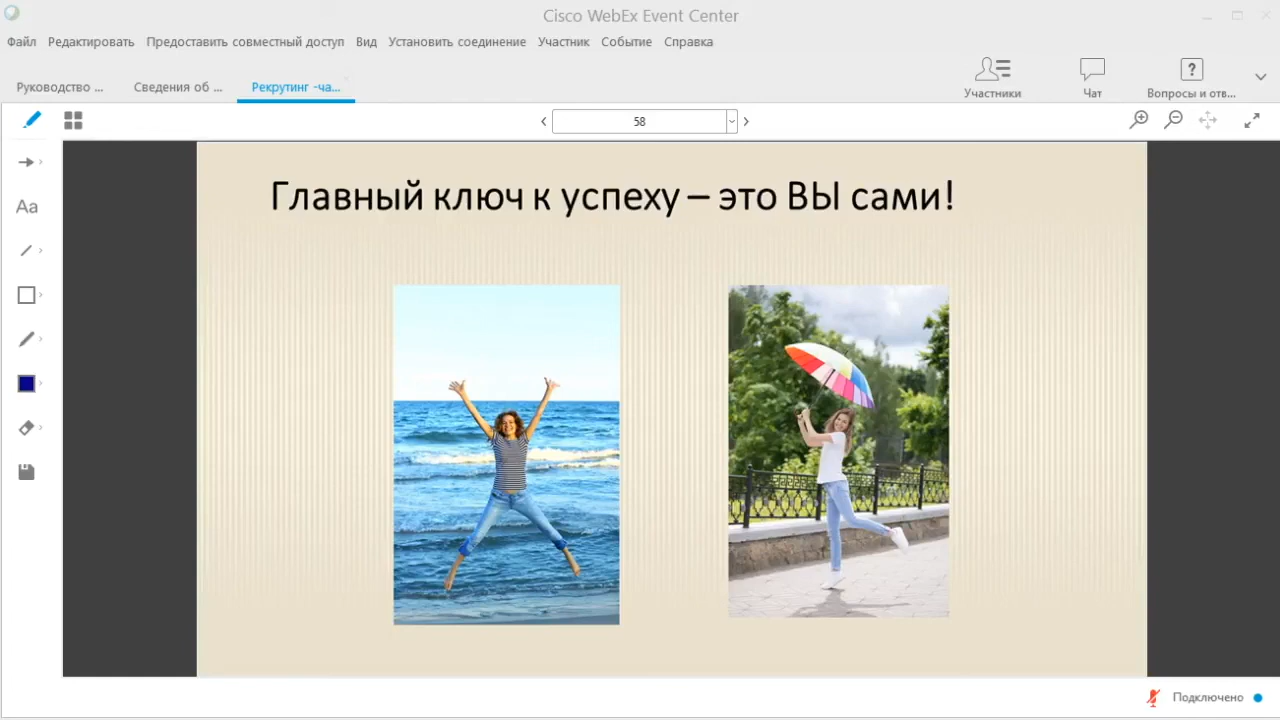 Cisco WebEx Event Center
Файл Редактировать Предоставить совместный доступ Вид Установить соединение Участник Событие Справка
Руководство ... Сведения об ... Рекрутинг -ча...
Участники Чат Вопросы и отв...
58
Aa
Главный ключ к успеху – это ВЫ сами!
Подключено